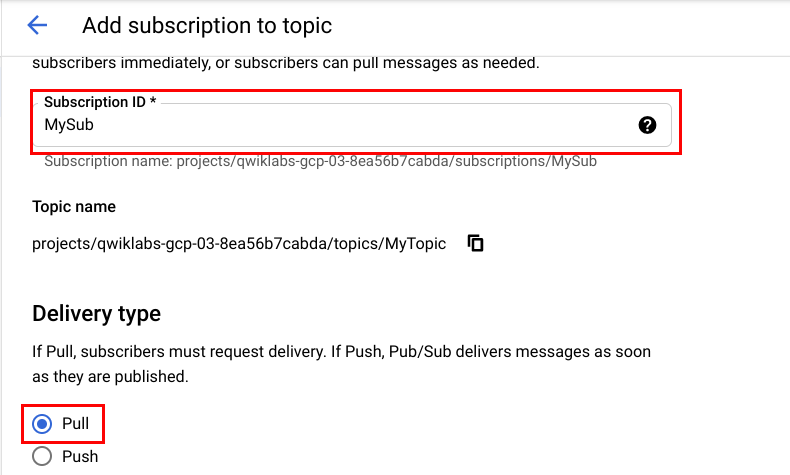 Add subscription to topic
subscribers immediately, or subscribers can pull messages as needed.
Subscription ID *
MySub
Subscription name: projects/qwiklabs-gcp-03-8ea56b7cabda/subscriptions/MySub
Topic name
projects/qwiklabs-gcp-03-8ea56b7cabda/topics/MyTopic
Delivery type
If Pull, subscribers must request delivery. If Push, Pub/Sub delivers messages as soon
as they are published.
Pull
Push